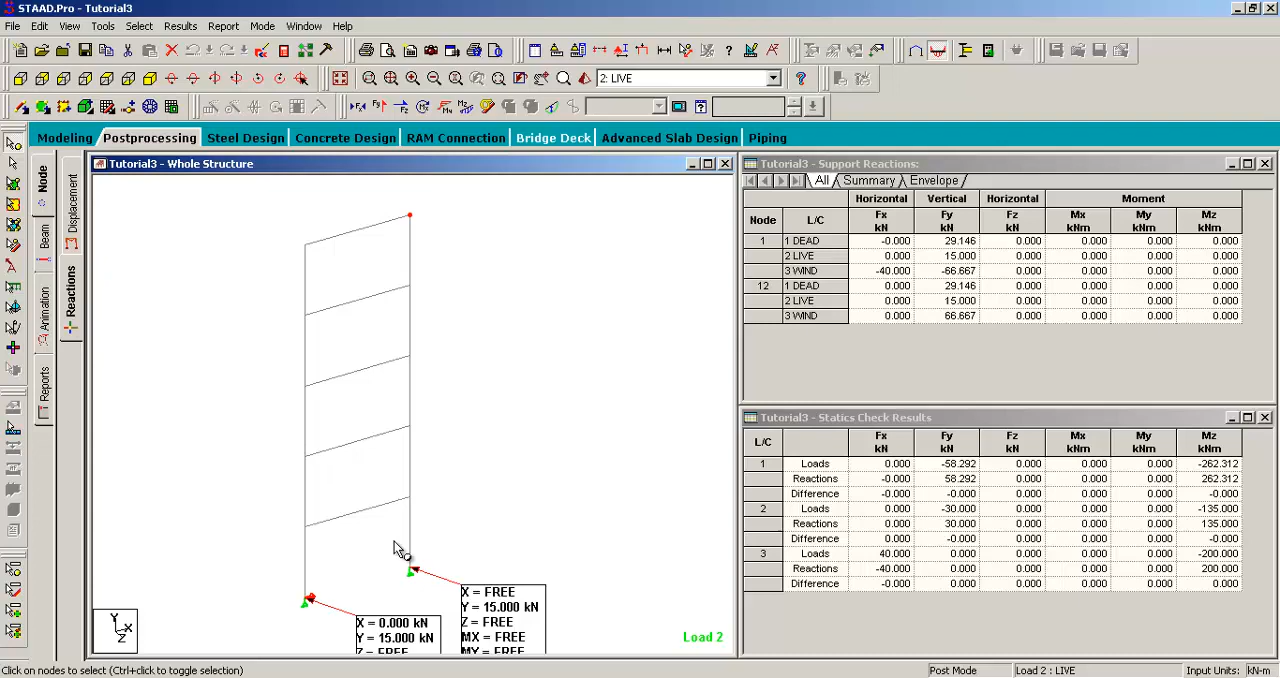 STAAD.Pro - Tutorial3
File Edit View Tools Select Results Report Mode Window Help
2: LIVE
Modeling Postprocessing Steel Design Concrete Design RAM Connection Bridge Deck Advanced Slab Design Piping
Node
Beam
Animation
Reports
Displacement
Reactions
Tutorial3 - Whole Structure
X = 0.000 kN
Y = 15.000 kN
Z = FREE
X = FREE
Y = 15.000 kN
Z = FREE
MX = FREE
MY = FREE
Y
X
Z
Load 2
Tutorial3 - Support Reactions:
All Summary Envelope
Horizontal Vertical Horizontal Moment
Node L/C Fx kN Fy kN Fz kN Mx kNm My kNm Mz kNm
1 1 DEAD -0.000 29.146 0.000 0.000 0.000 0.000
2 LIVE 0.000 15.000 0.000 0.000 0.000 0.000
3 WIND -40.000 -66.667 0.000 0.000 0.000 0.000
12 1 DEAD 0.000 29.146 0.000 0.000 0.000 0.000
2 LIVE 0.000 15.000 0.000 0.000 0.000 0.000
3 WIND 0.000 66.667 0.000 0.000 0.000 0.000
Tutorial3 - Statics Check Results
L/C Fx kN Fy kN Fz kN Mx kNm My kNm Mz kNm
1 Loads 0.000 -58.292 0.000 0.000 0.000 -262.312
Reactions -0.000 58.292 0.000 0.000 0.000 262.312
Difference -0.000 -0.000 0.000 0.000 0.000 -0.000
2 Loads 0.000 -30.000 0.000 0.000 0.000 -135.000
Reactions 0.000 30.000 0.000 0.000 0.000 135.000
Difference 0.000 -0.000 0.000 0.000 0.000 -0.000
3 Loads 40.000 0.000 0.000 0.000 0.000 -200.000
Reactions -40.000 0.000 0.000 0.000 0.000 200.000
Difference -0.000 0.000 0.000 0.000 0.000 0.000
Click on nodes to select (Ctrl+click to toggle selection) Post Mode Load 2 : LIVE Input Units: kN-m